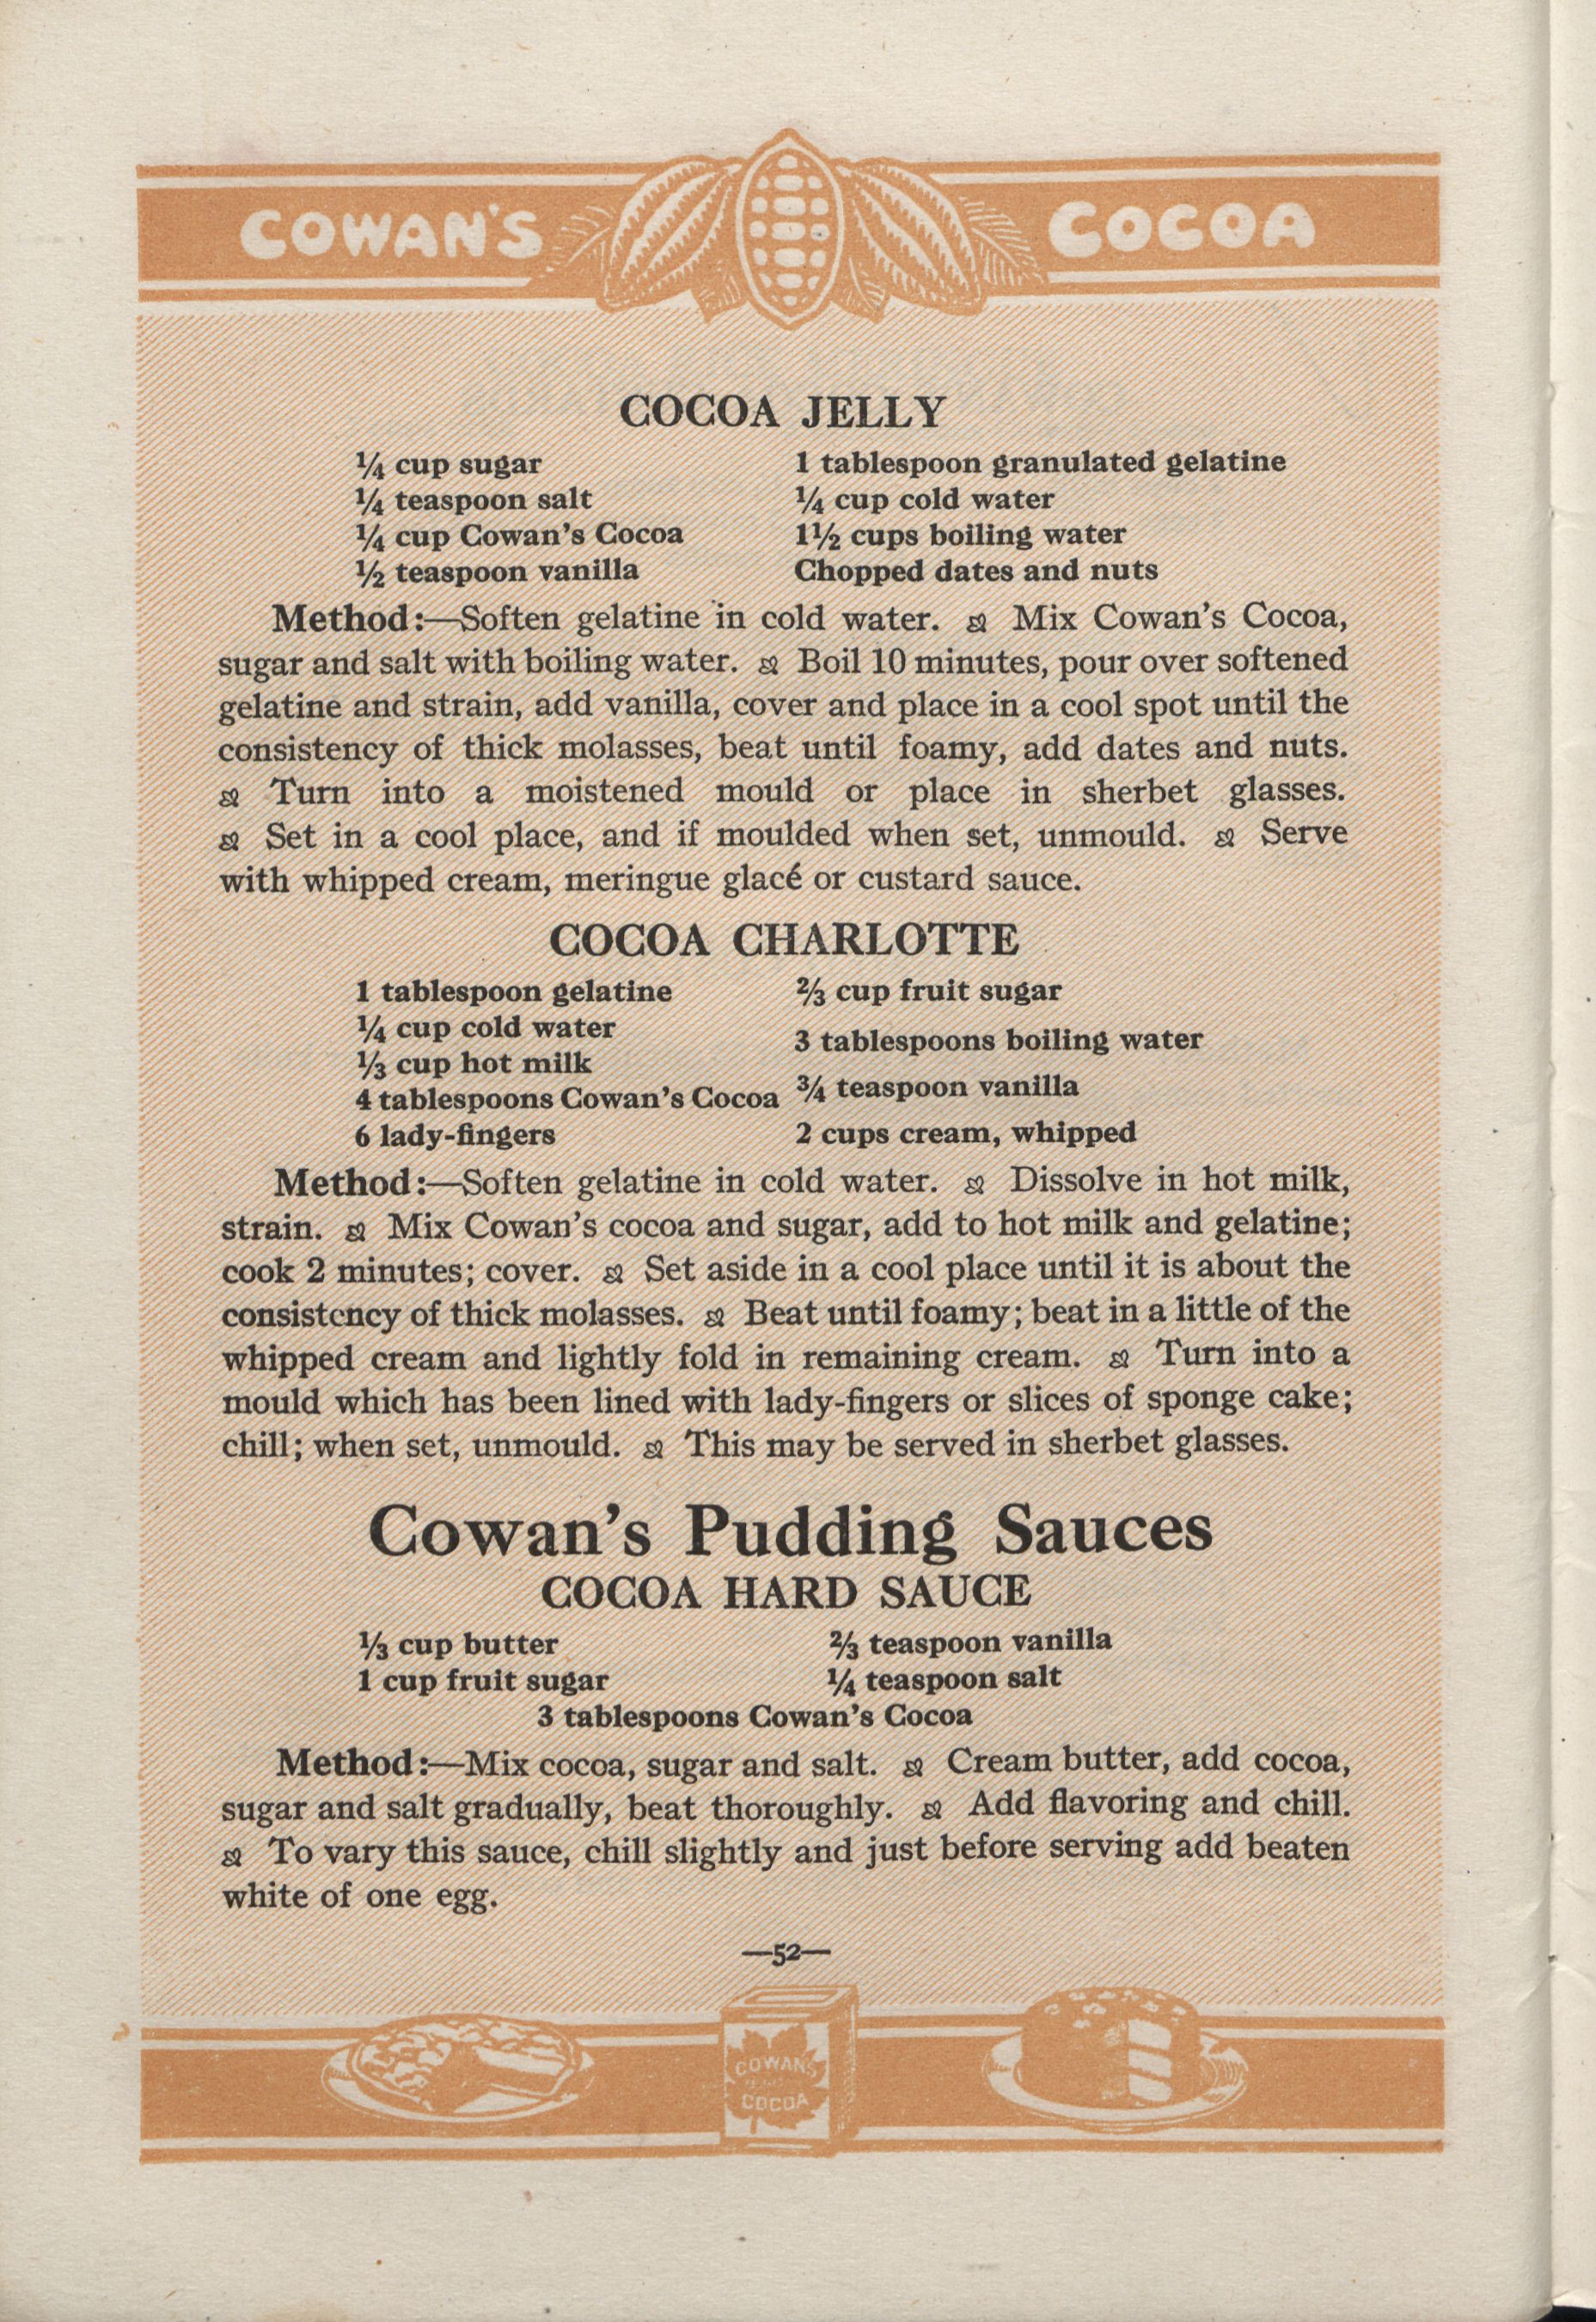 COWAN'S COCOA
COCOA JELLY
¼ cup sugar
¼ teaspoon salt
¼ cup Cowan's Cocoa
½ teaspoon vanilla
1 tablespoon granulated gelatine
¼ cup cold water
1½ cups boiling water
Chopped dates and nuts
Method:—Soften gelatine in cold water. Mix Cowan's Cocoa,
sugar and salt with boiling water. Boil 10 minutes, pour over softened
gelatine and strain, add vanilla, cover and place in a cool spot until the
consistency of thick molasses, beat until foamy, add dates and nuts.
Turn into a moistened mould or place in sherbet glasses.
Set in a cool place, and if moulded when set, unmould. Serve
with whipped cream, meringue glacé or custard sauce.
COCOA CHARLOTTE
1 tablespoon gelatine
¼ cup cold water
⅓ cup hot milk
4 tablespoons Cowan's Cocoa
6 lady-fingers
⅔ cup fruit sugar
3 tablespoons boiling water
¾ teaspoon vanilla
2 cups cream, whipped
Method:—Soften gelatine in cold water. Dissolve in hot milk,
strain. Mix Cowan's cocoa and sugar, add to hot milk and gelatine;
cook 2 minutes; cover. Set aside in a cool place until it is about the
consistency of thick molasses. Beat until foamy; beat in a little of the
whipped cream and lightly fold in remaining cream. Turn into a
mould which has been lined with lady-fingers or slices of sponge cake;
chill; when set, unmould. This may be served in sherbet glasses.
Cowan's Pudding Sauces
COCOA HARD SAUCE
⅓ cup butter
1 cup fruit sugar
⅔ teaspoon vanilla
¼ teaspoon salt
3 tablespoons Cowan's Cocoa
Method:—Mix cocoa, sugar and salt. Cream butter, add cocoa,
sugar and salt gradually, beat thoroughly. Add flavoring and chill.
To vary this sauce, chill slightly and just before serving add beaten
white of one egg.
—52—
COWAN'S
COCOA